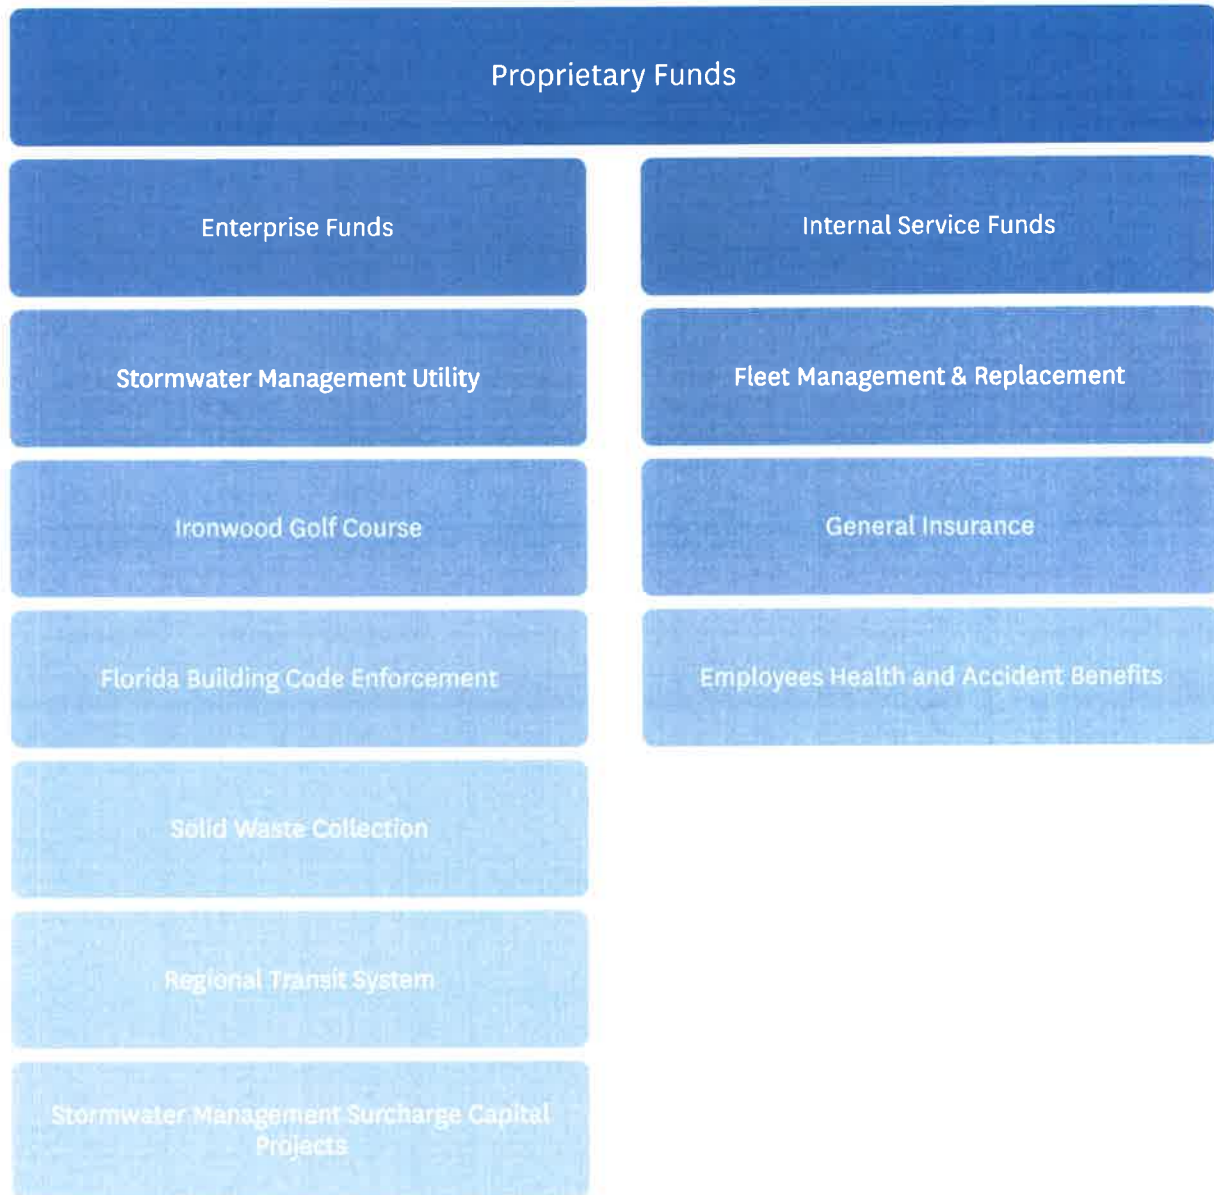 Proprietary Funds
Enterprise Funds
Internal Service Funds
Stormwater Management Utility
Fleet Management & Replacement
Ironwood Golf Course
General Insurance
Florida Building Code Enforcement
Employees Health and Accident Benefits
Solid Waste Collection
Regional Transit System
Stormwater Management Surcharge Capital
Projects